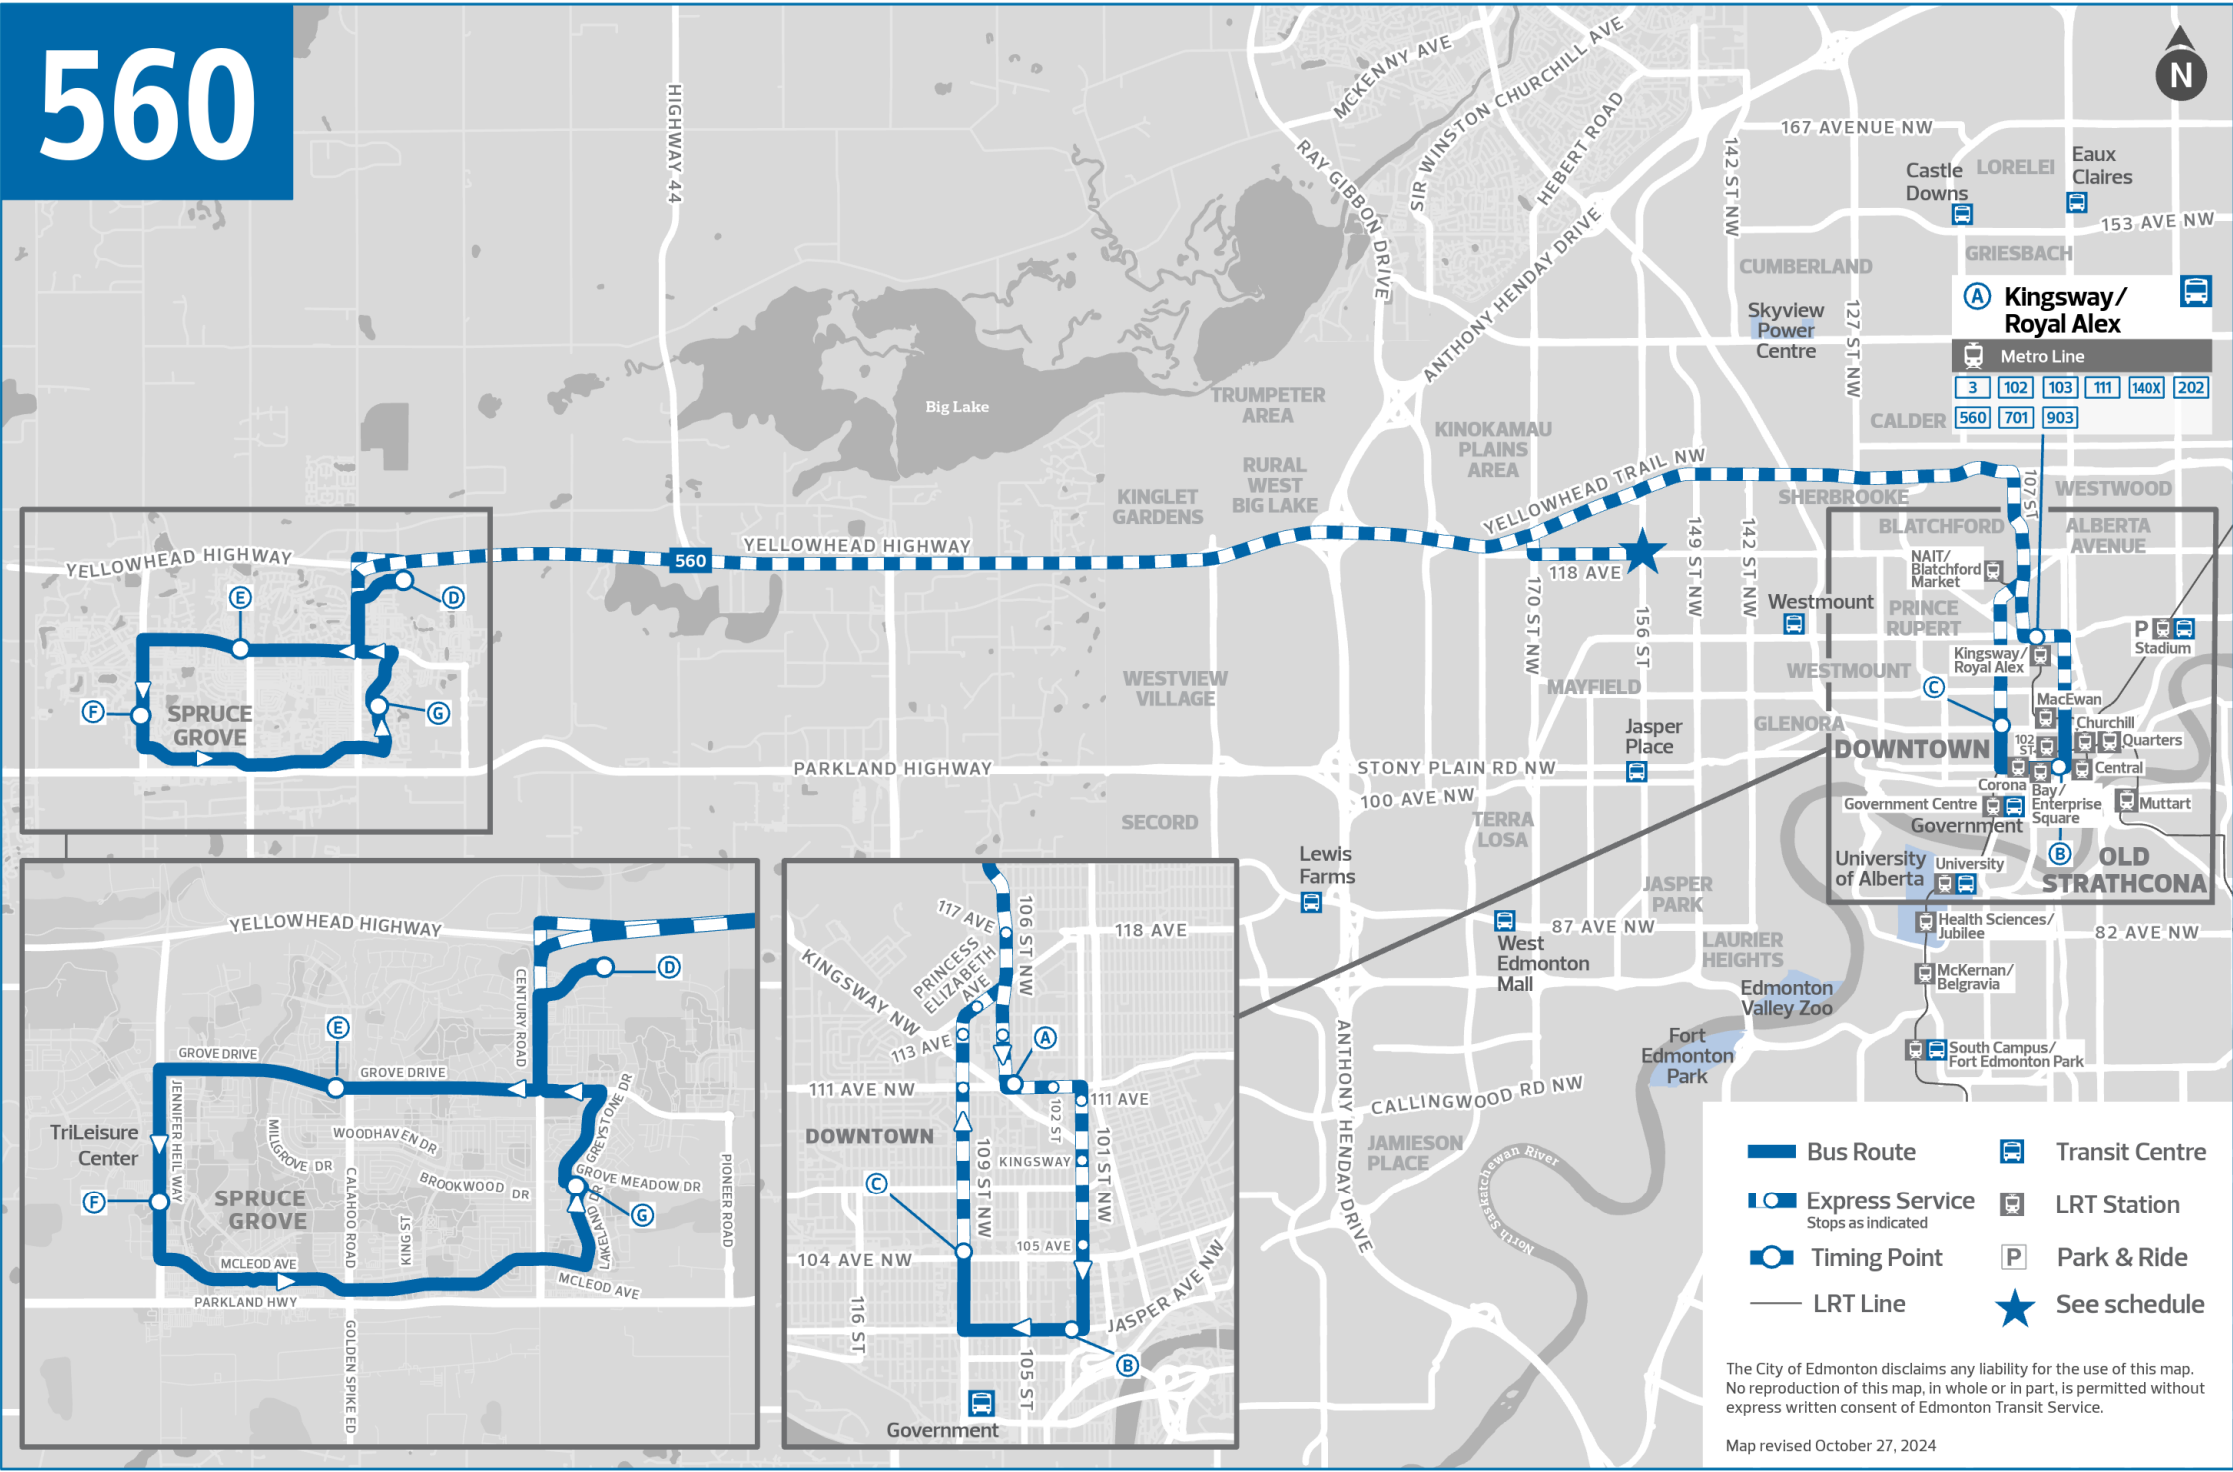 560
N
HIGHWAY 44
MCKENNY AVE
SIR WINSTON CHURCHILL AVE
RAY GIBBON DRIVE
HEBERT ROAD
ANTHONY HENDAY DRIVE
142 ST NW
167 AVENUE NW
Castle
Downs
LORELEI
Eaux
Claires
153 AVE NW
GRIESBACH
CUMBERLAND
Skyview
Power
Centre
127 ST NW
A Kingsway/
Royal Alex
Metro Line
3 102 103 111 140X 202
560 701 903
CALDER
Big Lake
TRUMPETER
AREA
KINOKAMAU
PLAINS
AREA
RURAL
WEST
BIG LAKE
KINGLET
GARDENS
YELLOWHEAD TRAIL NW
SHERBROOKE
107 ST
WESTWOOD
BLATCHFORD
ALBERTA
AVENUE
YELLOWHEAD HIGHWAY
560
YELLOWHEAD HIGHWAY
118 AVE
149 ST NW
142 ST NW
170 ST NW
156 ST
NAIT/
Blatchford
Market
Westmount
PRINCE
RUPERT
P
Stadium
Kingsway/
Royal Alex
WESTMOUNT
C
MacEwan
Churchill
Quarters
102
ST
DOWNTOWN
Central
Corona
Bay/
Enterprise
Square
Government Centre
Government
Muttart
B
OLD
STRATHCONA
University
of Alberta
University
Health Sciences/
Jubilee
82 AVE NW
McKernan/
Belgravia
South Campus/
Fort Edmonton Park
E
D
F
G
SPRUCE
GROVE
WESTVIEW
VILLAGE
MAYFIELD
GLENORA
Jasper
Place
PARKLAND HIGHWAY
STONY PLAIN RD NW
100 AVE NW
SECORD
TERRA
LOSA
Lewis
Farms
JASPER
PARK
87 AVE NW
West
Edmonton
Mall
LAURIER
HEIGHTS
Edmonton
Valley Zoo
Fort
Edmonton
Park
ANTHONY HENDAY DRIVE
CALLINGWOOD RD NW
JAMIESON
PLACE
North Saskatchewan River
YELLOWHEAD HIGHWAY
CENTURY ROAD
D
E
GROVE DRIVE
GROVE DRIVE
JENNIFER HEIL WAY
TriLeisure
Center
MILLGROVE DR
WOODHAVEN DR
BROOKWOOD DR
GREYSTONE DR
GROVE MEADOW DR
PIONEER ROAD
F
SPRUCE
GROVE
CALAHOO ROAD
KING ST
LAKELAND DR
G
MCLEOD AVE
MCLEOD AVE
PARKLAND HWY
GOLDEN SPIKE ED
117 AVE
106 ST NW
118 AVE
PRINCESS
ELIZABETH
AVE
KINGSWAY NW
113 AVE
A
111 AVE NW
111 AVE
102 ST
DOWNTOWN
109 ST NW
KINGSWAY
101 ST NW
C
105 AVE
104 AVE NW
116 ST
JASPER AVE NW
B
105 ST
Government
Bus Route
Transit Centre
Express Service
Stops as indicated
LRT Station
Timing Point
P Park & Ride
LRT Line
See schedule
The City of Edmonton disclaims any liability for the use of this map.
No reproduction of this map, in whole or in part, is permitted without
express written consent of Edmonton Transit Service.
Map revised October 27, 2024